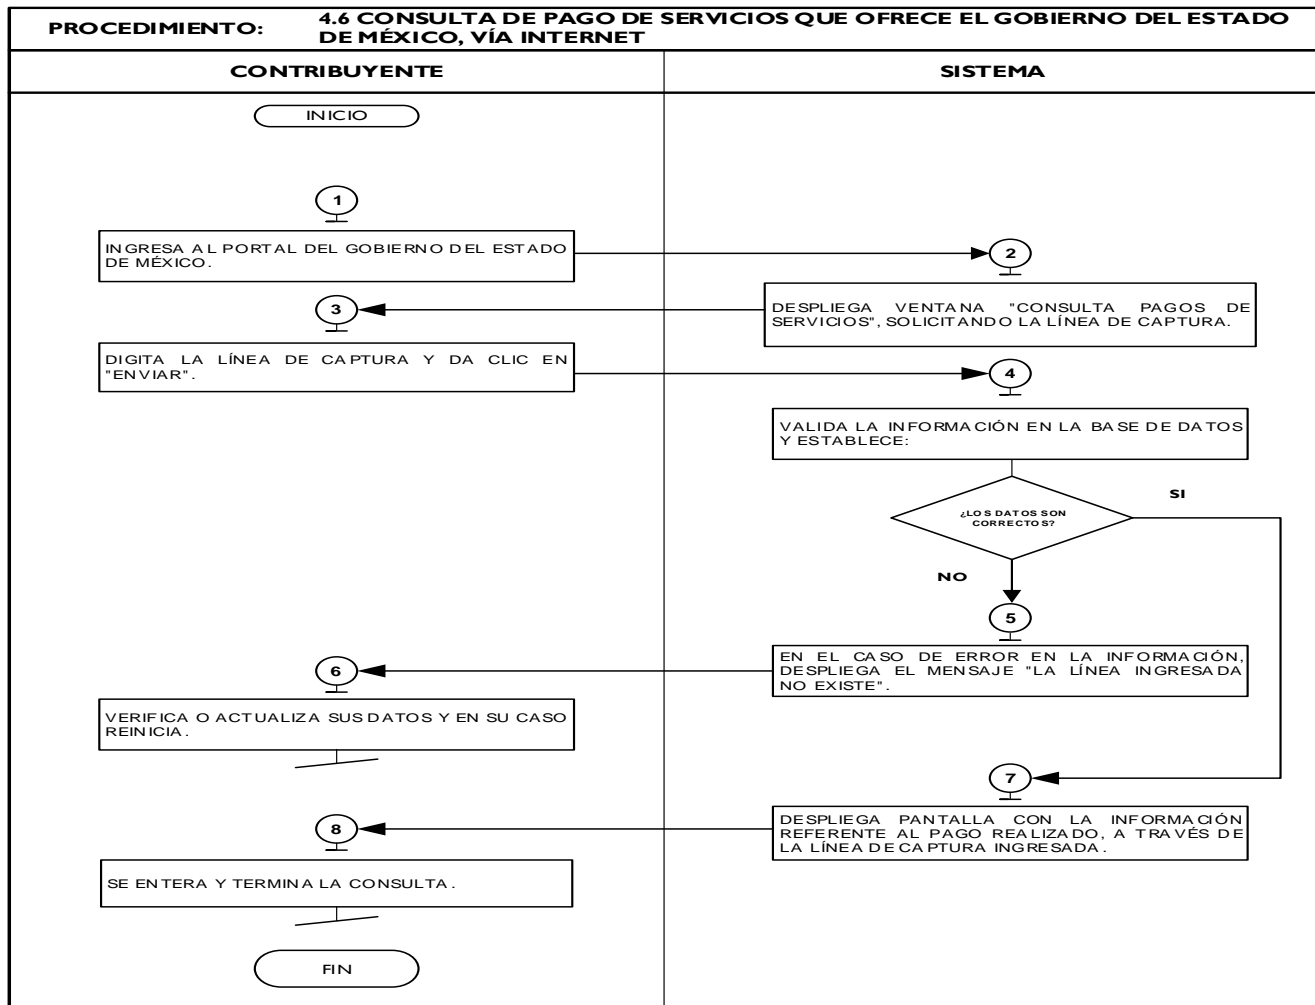 PROCEDIMIENTO:
4.6 CONSULTA DE PAGO DE SERVICIOS QUE OFRECE EL GOBIERNO DEL ESTADO
DE MÉXICO, VÍA INTERNET
CONTRIBUYENTE
SISTEMA
INICIO
1
INGRESA AL PORTAL DEL GOBIERNO DEL ESTADO
DE MÉXICO.
2
DESPLIEGA VENTANA "CONSULTA PAGOS DE
SERVICIOS", SOLICITANDO LA LÍNEA DE CAPTURA.
3
DIGITA LA LÍNEA DE CAPTURA Y DA CLIC EN
"ENVIAR".
4
VALIDA LA INFORMACIÓN EN LA BASE DE DATOS
Y ESTABLECE:
¿LOS DATOS SON
CORRECTOS?
SI
NO
5
EN EL CASO DE ERROR EN LA INFORMACIÓN,
DESPLIEGA EL MENSAJE "LA LÍNEA INGRESADA
NO EXISTE".
6
VERIFICA O ACTUALIZA SUS DATOS Y EN SU CASO
REINICIA.
7
DESPLIEGA PANTALLA CON LA INFORMACIÓN
REFERENTE AL PAGO REALIZADO, A TRAVÉS DE
LA LÍNEA DE CAPTURA INGRESADA.
8
SE ENTERA Y TERMINA LA CONSULTA.
FIN